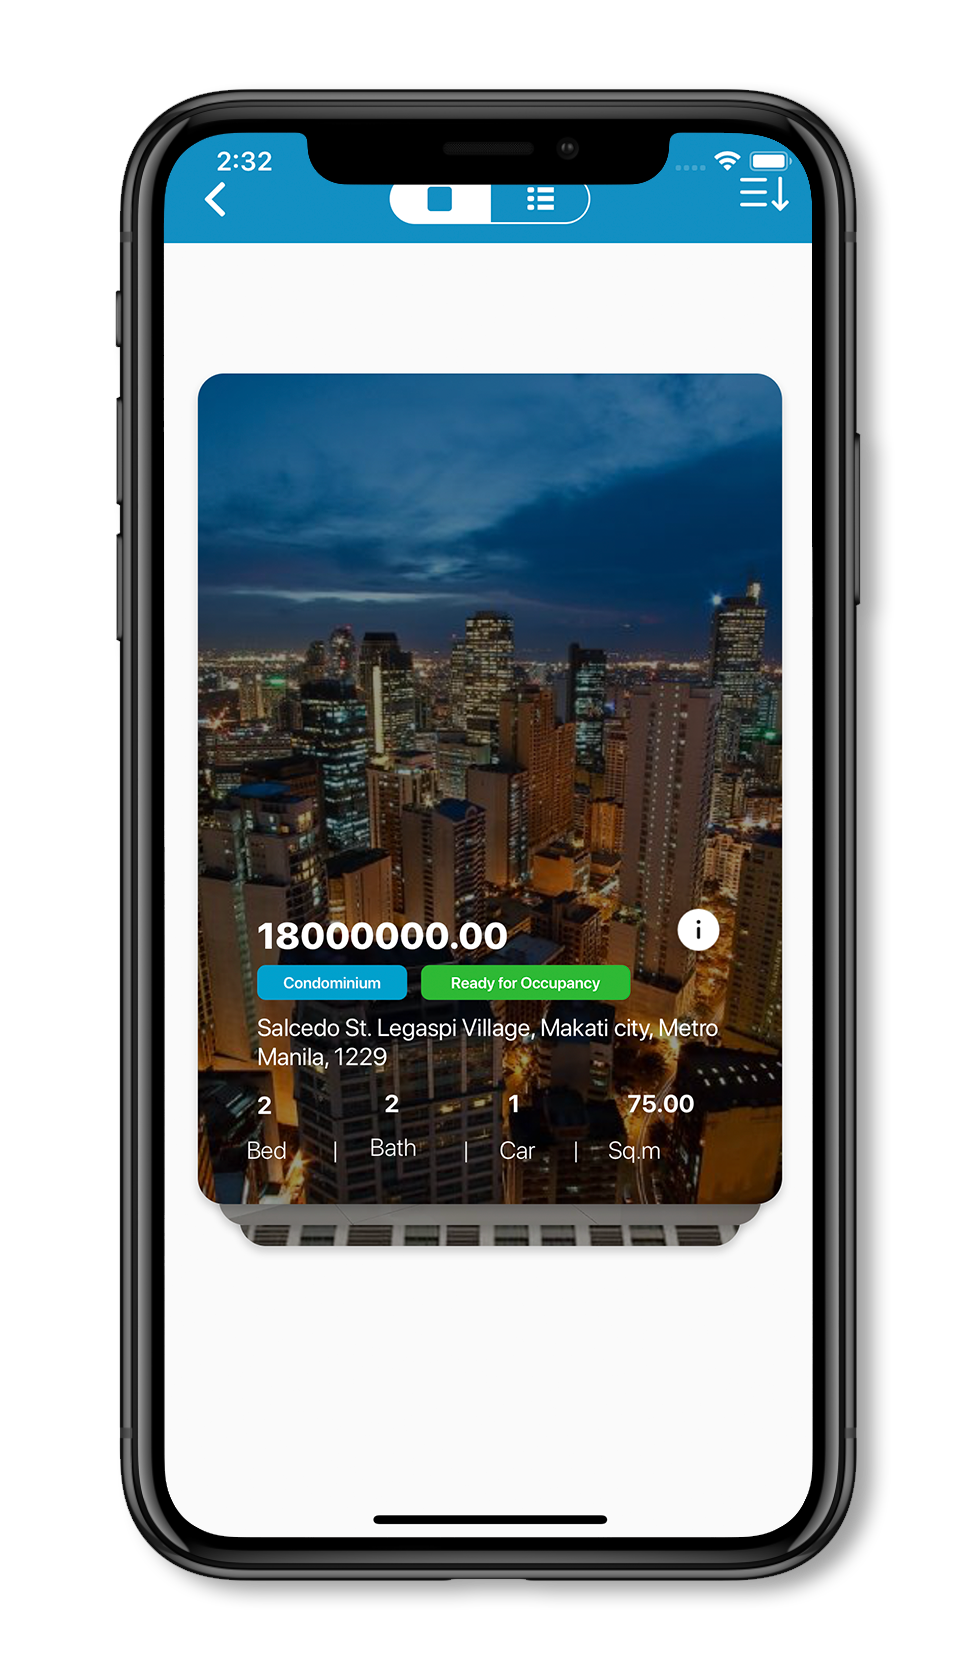 2:32
18000000.00
Condominium Ready for Occupancy
Salcedo St. Legaspi Village, Makati city, Metro
Manila, 1229
2 2 1 75.00
Bed | Bath | Car | Sq.m